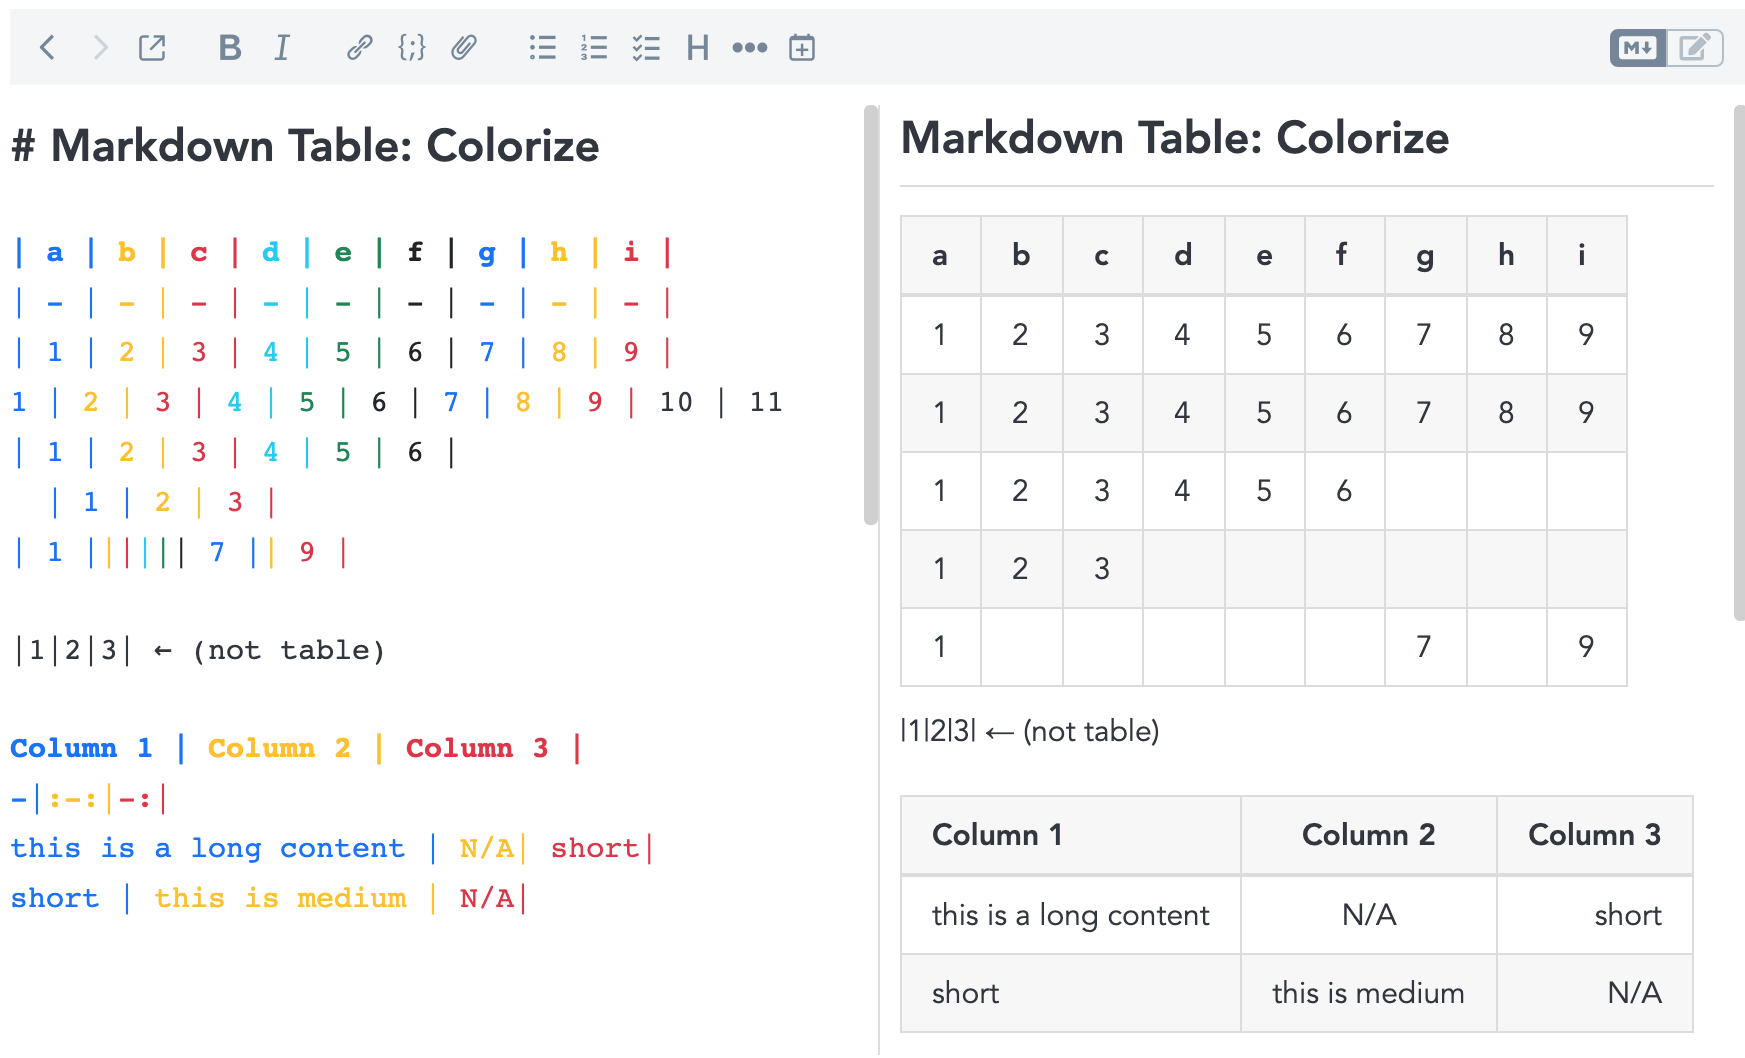 B I {;} H ••• M↓
# Markdown Table: Colorize
| a | b | c | d | e | f | g | h | i |
| - | - | - | - | - | - | - | - | - |
| 1 | 2 | 3 | 4 | 5 | 6 | 7 | 8 | 9 |
1 | 2 | 3 | 4 | 5 | 6 | 7 | 8 | 9 | 10 | 11
| 1 | 2 | 3 | 4 | 5 | 6 |
| 1 | 2 | 3 |
| 1 |||||| 7 || 9 |
|1|2|3| ← (not table)
Column 1 | Column 2 | Column 3 |
-|:-:|-:|
this is a long content | N/A| short|
short | this is medium | N/A|
Markdown Table: Colorize
a b c d e f g h i
1 2 3 4 5 6 7 8 9
1 2 3 4 5 6 7 8 9
1 2 3 4 5 6
1 2 3
1 7 9
|1|2|3| ← (not table)
Column 1 Column 2 Column 3
this is a long content N/A short
short this is medium N/A